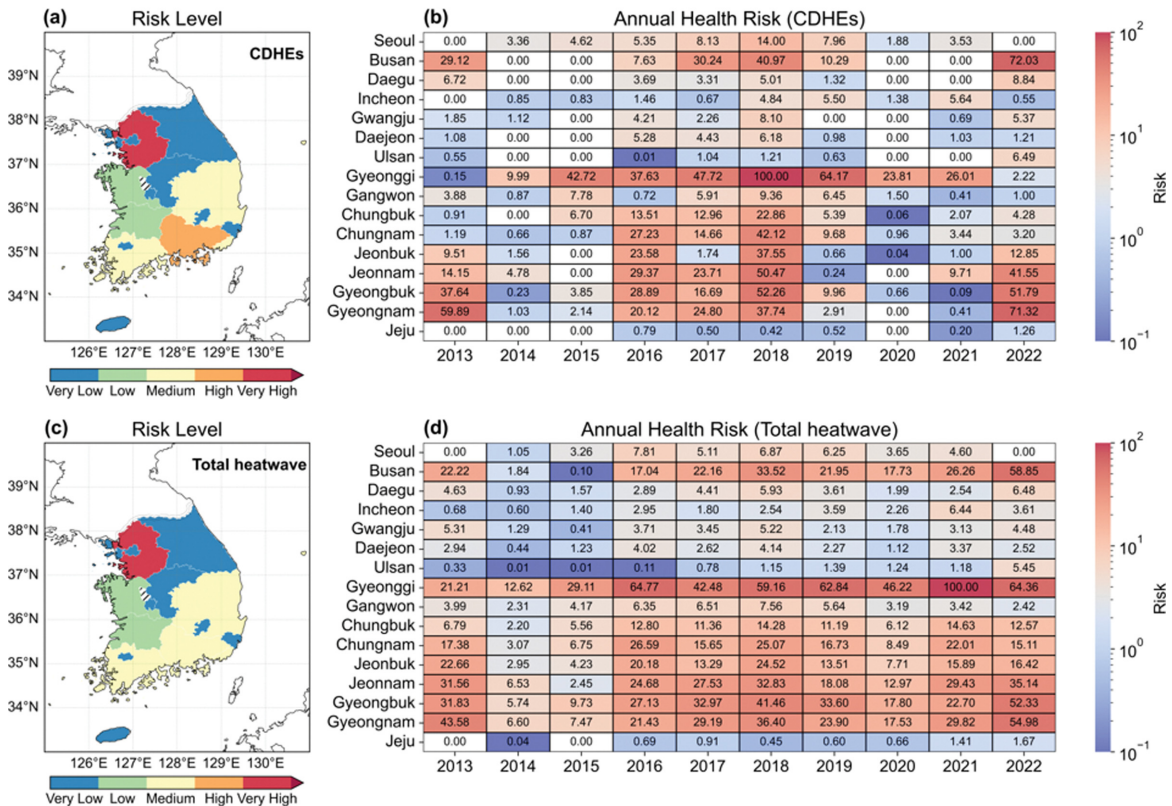 (a) Risk Level
CDHEs
39°N
38°N
37°N
36°N
35°N
34°N
126°E 127°E 128°E 129°E 130°E
Very Low Low Medium High Very High
(b) Annual Health Risk (CDHEs)
Seoul 0.00 3.36 4.62 5.35 8.13 14.00 7.96 1.88 3.53 0.00
Busan 29.12 0.00 0.00 7.63 30.24 40.97 10.29 0.00 0.00 72.03
Daegu 6.72 0.00 0.00 3.69 3.31 5.01 1.32 0.00 0.00 8.84
Incheon 0.00 0.85 0.83 1.46 0.67 4.84 5.50 1.38 5.64 0.55
Gwangju 1.85 1.12 0.00 4.21 2.26 8.10 0.00 0.00 0.69 5.37
Daejeon 1.08 0.00 0.00 5.28 4.43 6.18 0.98 0.00 1.03 1.21
Ulsan 0.55 0.00 0.00 0.01 1.04 1.21 0.63 0.00 0.00 6.49
Gyeonggi 0.15 9.99 42.72 37.63 47.72 100.00 64.17 23.81 26.01 2.22
Gangwon 3.88 0.87 7.78 0.72 5.91 9.36 6.45 1.50 0.41 1.00
Chungbuk 0.91 0.00 6.70 13.51 12.96 22.86 5.39 0.06 2.07 4.28
Chungnam 1.19 0.66 0.87 27.23 14.66 42.12 9.68 0.96 3.44 3.20
Jeonbuk 9.51 1.56 0.00 23.58 1.74 37.55 0.66 0.04 1.00 12.85
Jeonnam 14.15 4.78 0.00 29.37 23.71 50.47 0.24 0.00 9.71 41.55
Gyeongbuk 37.64 0.23 3.85 28.89 16.69 52.26 9.96 0.66 0.09 51.79
Gyeongnam 59.89 1.03 2.14 20.12 24.80 37.74 2.91 0.00 0.41 71.32
Jeju 0.00 0.00 0.00 0.79 0.50 0.42 0.52 0.00 0.20 1.26
2013 2014 2015 2016 2017 2018 2019 2020 2021 2022
10²
10¹
10⁰
10⁻¹
Risk
(c) Risk Level
Total heatwave
39°N
38°N
37°N
36°N
35°N
34°N
126°E 127°E 128°E 129°E 130°E
Very Low Low Medium High Very High
(d) Annual Health Risk (Total heatwave)
Seoul 0.00 1.05 3.26 7.81 5.11 6.87 6.25 3.65 4.60 0.00
Busan 22.22 1.84 0.10 17.04 22.16 33.52 21.95 17.73 26.26 58.85
Daegu 4.63 0.93 1.57 2.89 4.41 5.93 3.61 1.99 2.54 6.48
Incheon 0.68 0.60 1.40 2.95 1.80 2.54 3.59 2.26 6.44 3.61
Gwangju 5.31 1.29 0.41 3.71 3.45 5.22 2.13 1.78 3.13 4.48
Daejeon 2.94 0.44 1.23 4.02 2.62 4.14 2.27 1.12 3.37 2.52
Ulsan 0.33 0.01 0.01 0.11 0.78 1.15 1.39 1.24 1.18 5.45
Gyeonggi 21.21 12.62 29.11 64.77 42.48 59.16 62.84 46.22 100.00 64.36
Gangwon 3.99 2.31 4.17 6.35 6.51 7.56 5.64 3.19 3.42 2.42
Chungbuk 6.79 2.20 5.56 12.80 11.36 14.28 11.19 6.12 14.63 12.57
Chungnam 17.38 3.07 6.75 26.59 15.65 25.07 16.73 8.49 22.01 15.11
Jeonbuk 22.66 2.95 4.23 20.18 13.29 24.52 13.51 7.71 15.89 16.42
Jeonnam 31.56 6.53 2.45 24.68 27.53 32.83 18.08 12.97 29.43 35.14
Gyeongbuk 31.83 5.74 9.73 27.13 32.97 41.46 33.60 17.80 22.70 52.33
Gyeongnam 43.58 6.60 7.47 21.43 29.19 36.40 23.90 17.53 29.82 54.98
Jeju 0.00 0.04 0.00 0.69 0.91 0.45 0.60 0.66 1.41 1.67
2013 2014 2015 2016 2017 2018 2019 2020 2021 2022
10²
10¹
10⁰
10⁻¹
Risk